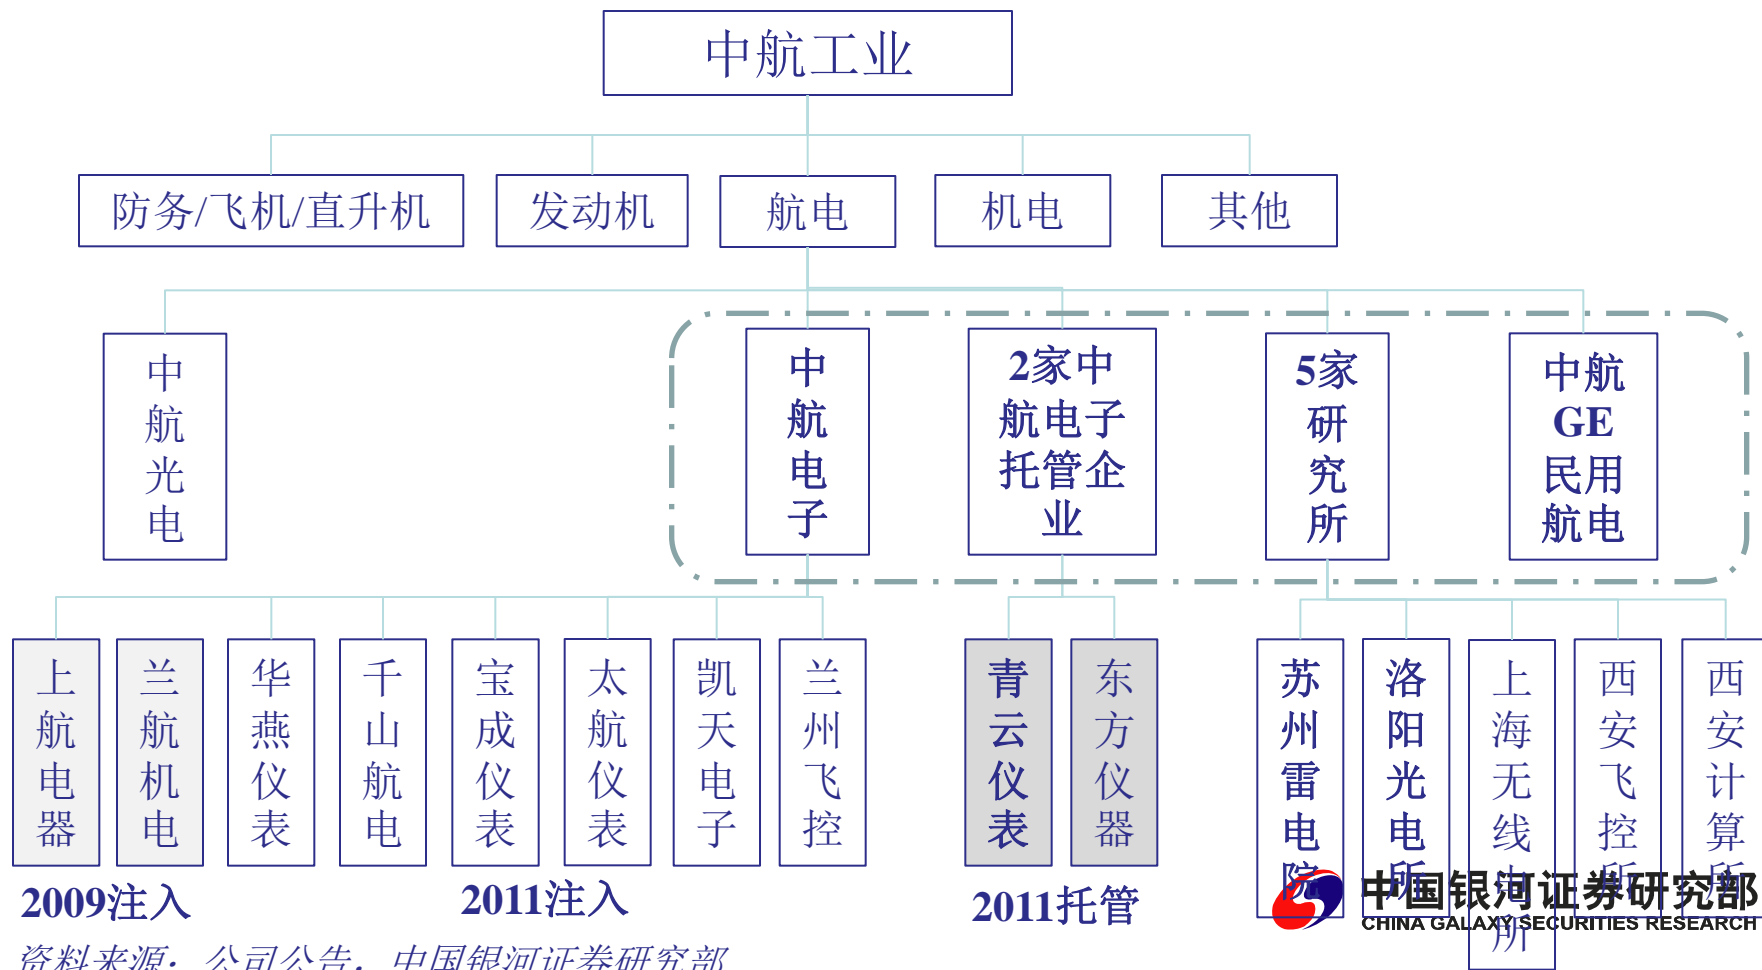 中航工业
防务/飞机/直升机
发动机
航电
机电
其他
中航光电
中航电子
2家中
航电子
托管企
业
5家
研
究
所
中航
GE
民用
航电
上航电器
兰航机电
华燕仪表
千山航电
宝成仪表
太航仪表
凯天电子
兰州飞控
青云仪表
东方仪器
苏州雷电院
洛阳光电所
上海无线电所
西安飞控所
西安计算所
2009注入
2011注入
2011托管
中国银河证券研究部
CHINA GALAXY SECURITIES RESEARCH
资料来源：公司公告，中国银河证券研究部